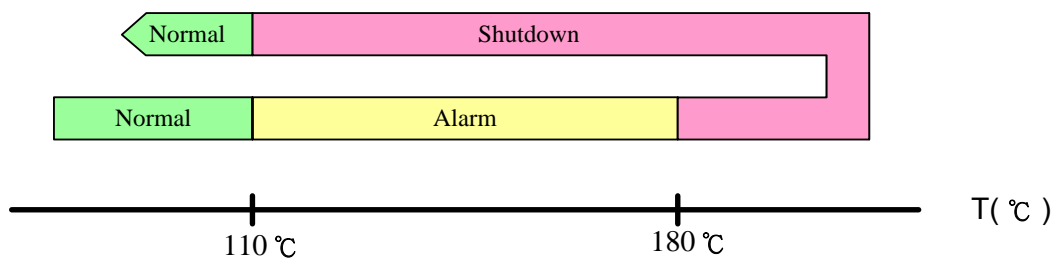 Normal Shutdown
Normal Alarm
T( ℃ )
110 ℃ 180 ℃